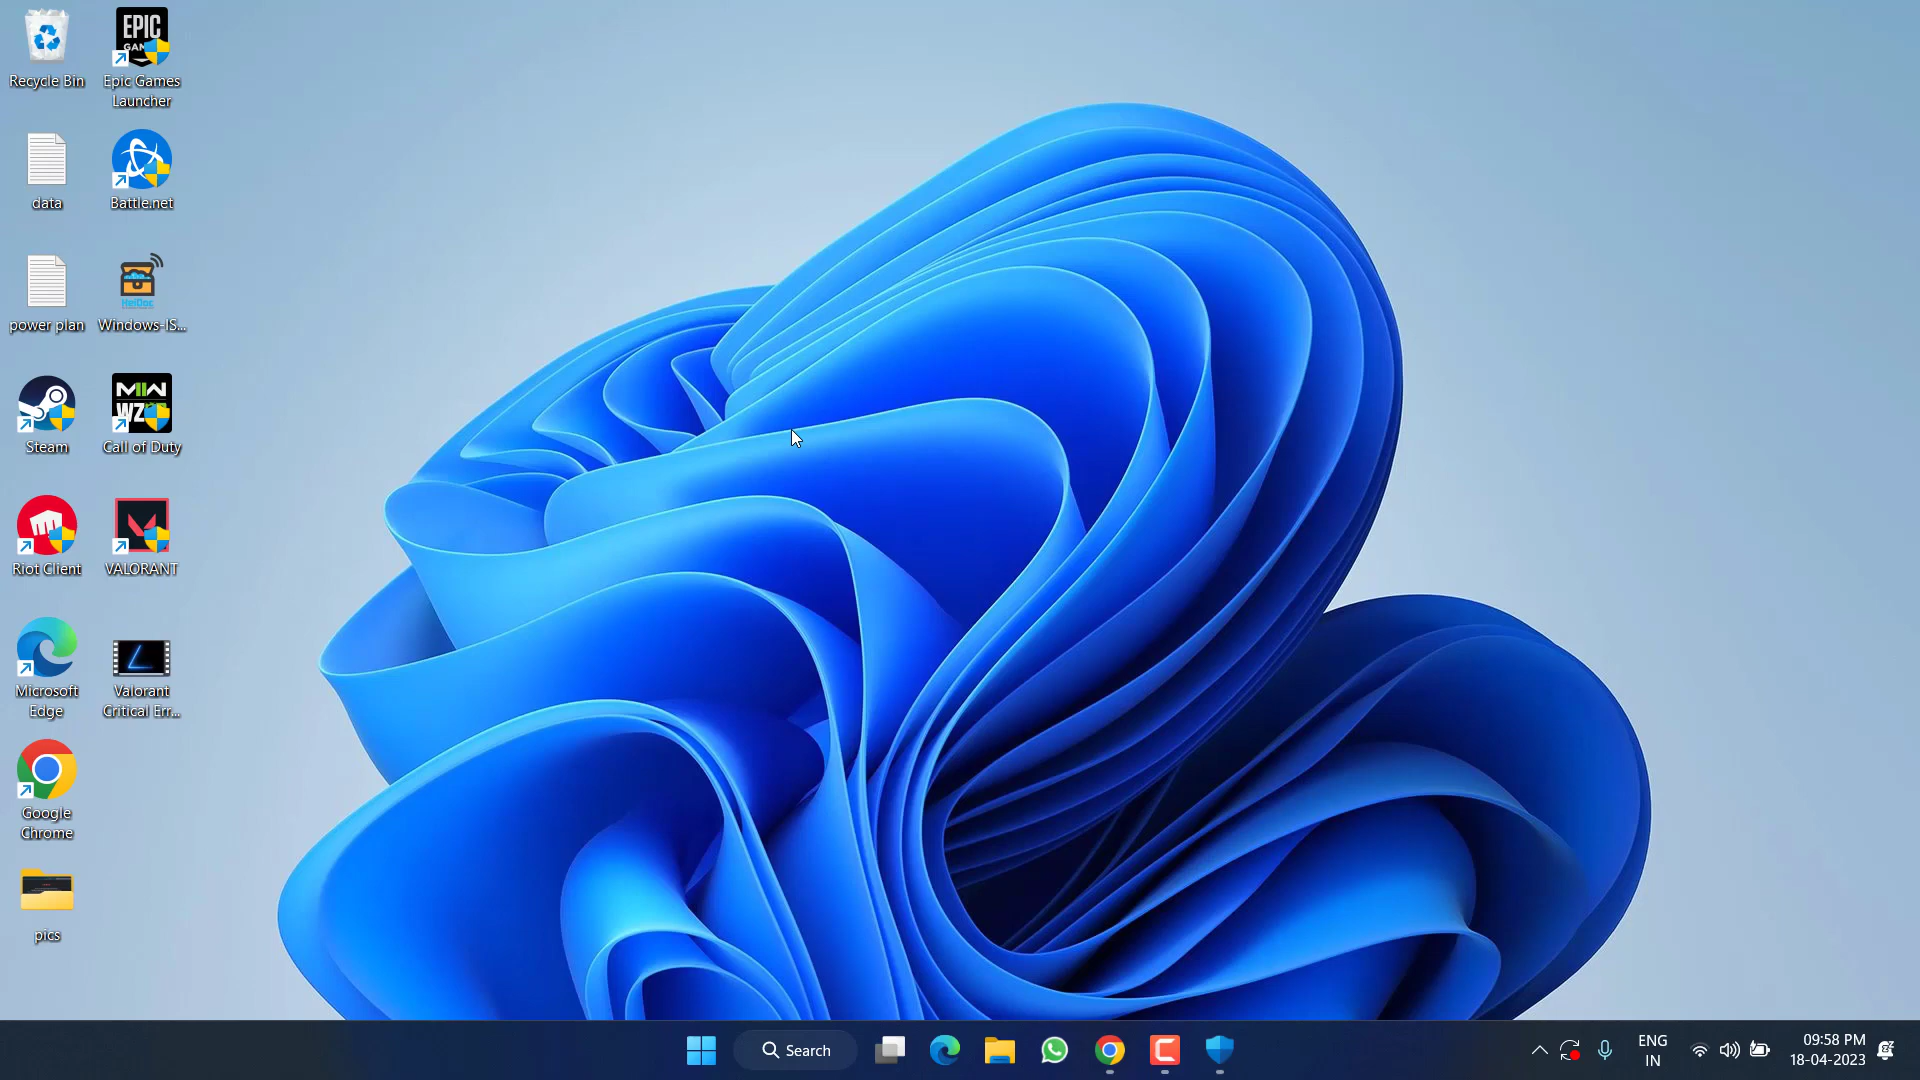 Recycle Bin
EPIC
GAMES
Epic Games
Launcher
data
Battle.net
power plan
HeiDoc
Windows-IS...
Steam
MW
WZ
Call of Duty
Riot Client
VALORANT
Microsoft
Edge
Valorant
Critical Err...
Google
Chrome
pics
Search
ENG
IN
09:58 PM
18-04-2023